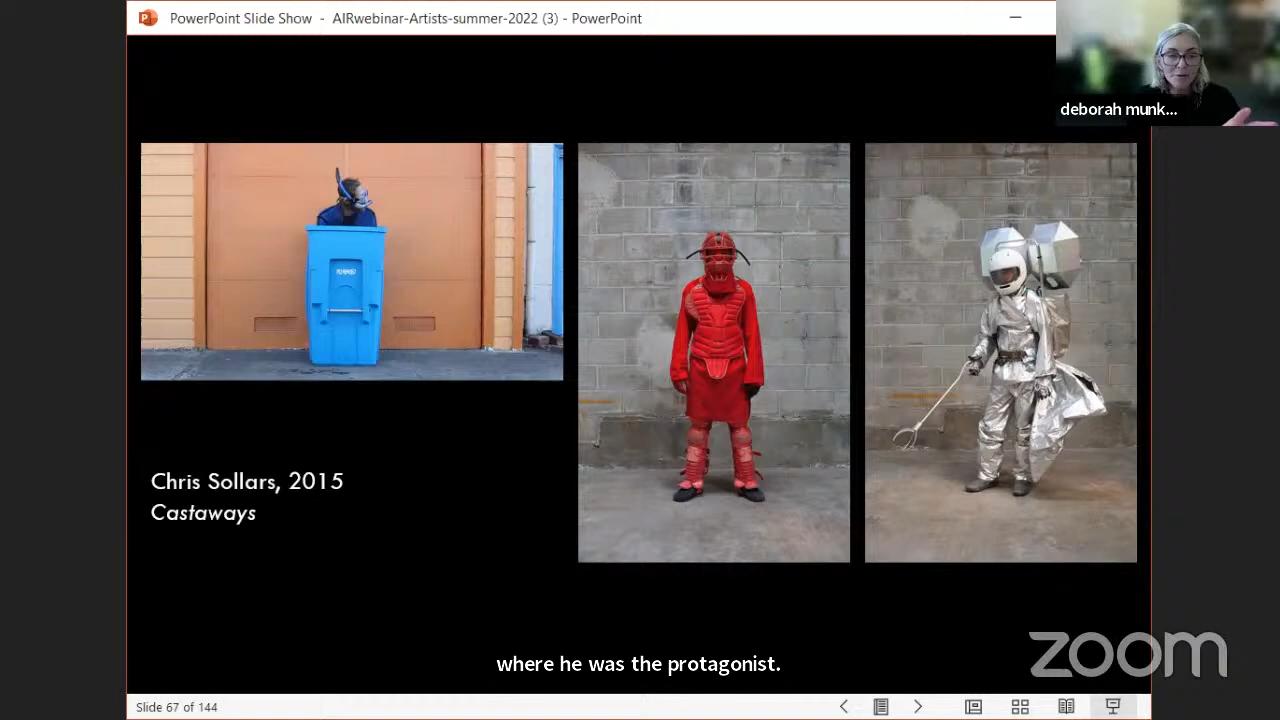 PowerPoint Slide Show - AIRwebinar-Artists-summer-2022 (3) - PowerPoint
deborah munk...
Chris Sollars, 2015
Castaways
where he was the protagonist.
zoom
Slide 67 of 144